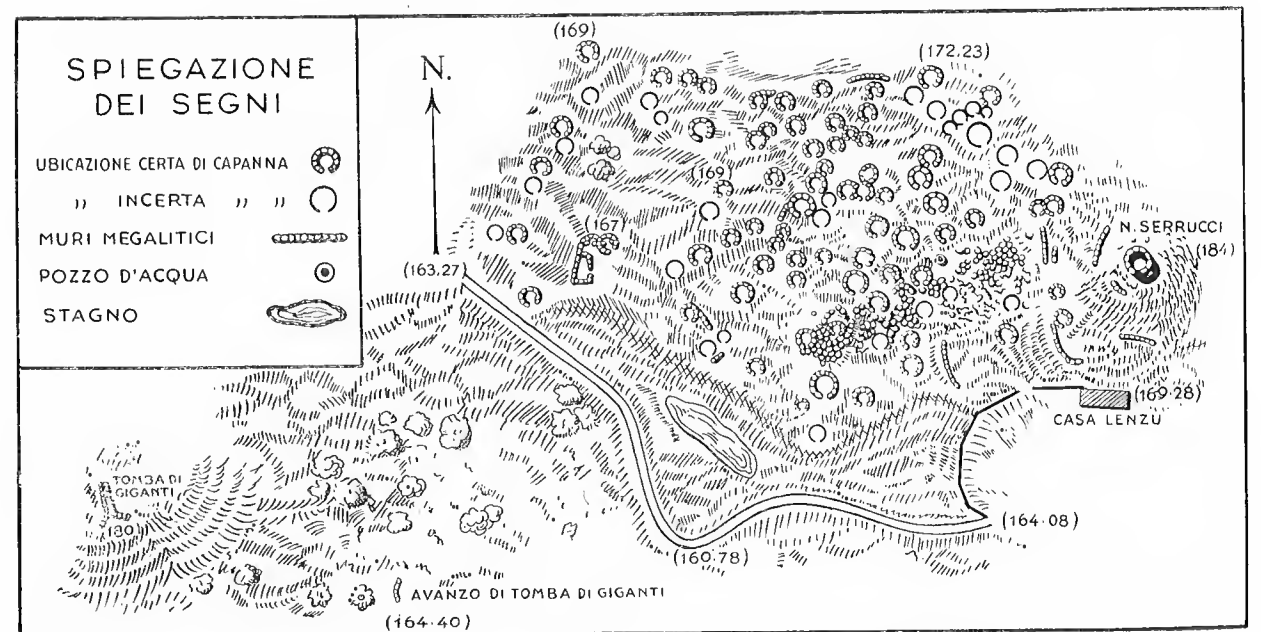 SPIEGAZIONE
DEI SEGNI
UBICAZIONE CERTA DI CAPANNA
,, INCERTA ,, ,,
MURI MEGALITICI
POZZO D'ACQUA
STAGNO
N.
(169)
(172.23)
(169)
(167)
(163.27)
N. SERRUCCI
(184)
(169.28)
CASA LENZU
TOMBA DI
GIGANTI
(180)
(164.08)
(160.78)
AVANZO DI TOMBA DI GIGANTI
(164.40)